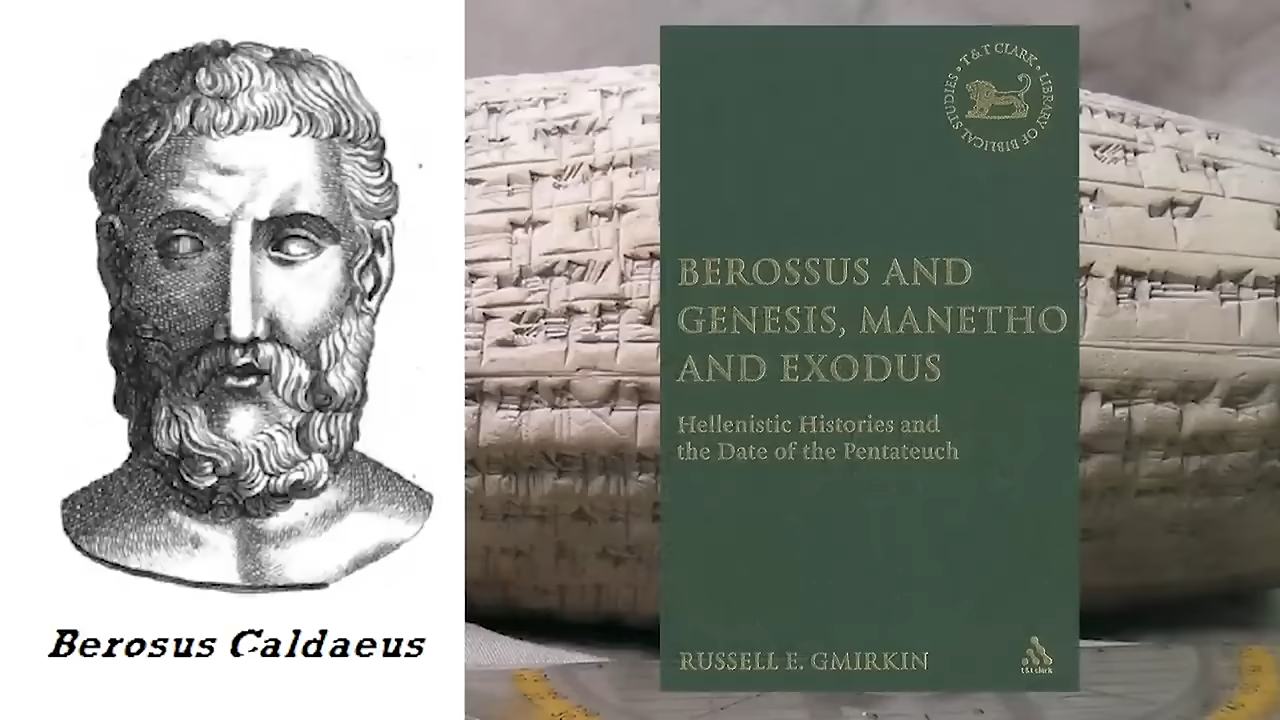 Berosus Caldaeus
T&T CLARK • LIBRARY OF BIBLICAL STUDIES •
BEROSSUS AND
GENESIS, MANETHO
AND EXODUS
Hellenistic Histories and
the Date of the Pentateuch
RUSSELL E. GMIRKIN
t&t clark